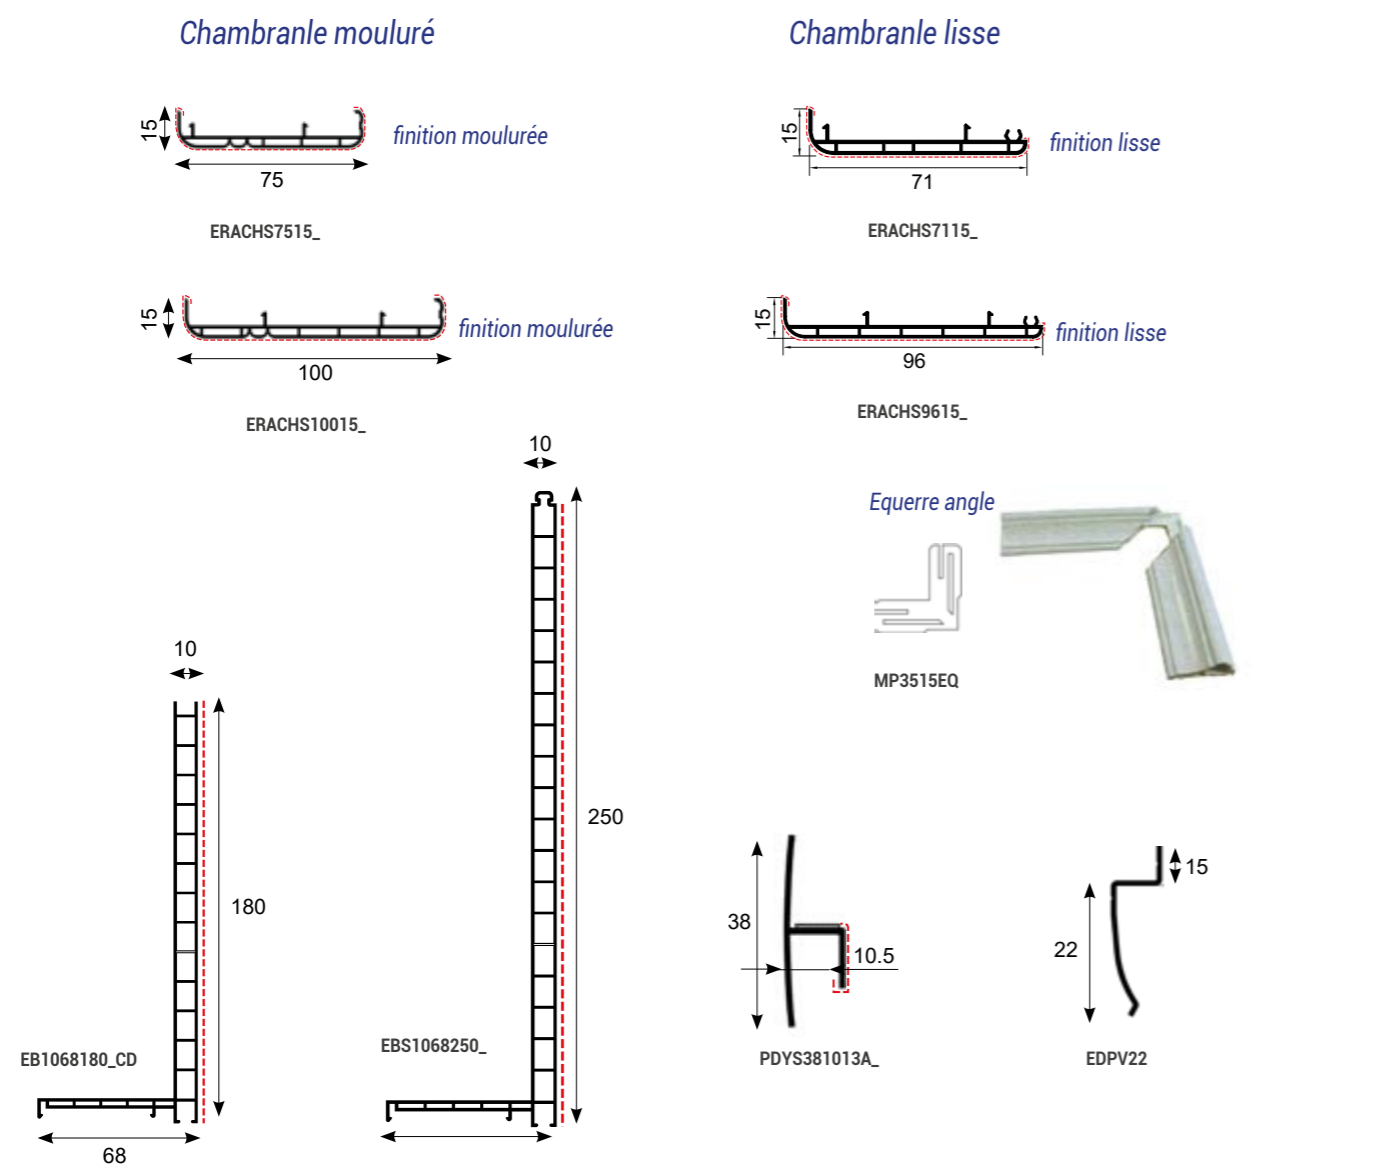 Chambranle mouluré
Chambranle lisse
15
finition moulurée
75
ERACHS7515_
15
finition lisse
71
ERACHS7115_
15
finition moulurée
100
ERACHS10015_
15
finition lisse
96
ERACHS9615_
10
250
EBS1068250_
Equerre angle
MP3515EQ
10
180
EB1068180_CD
68
38
10.5
PDYS381013A_
15
22
EDPV22